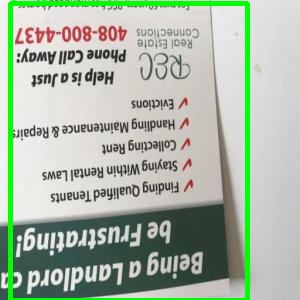 Being a Landlord ca
be Frustrating!
✓ Finding Qualified Tenants
✓ Staying Within Rental Laws
✓ Collecting Rent
✓ Handling Maintenance & Repairs
✓ Evictions
REC
Real Estate
Connections
Help is a Just
Phone Call Away:
408-800-4437